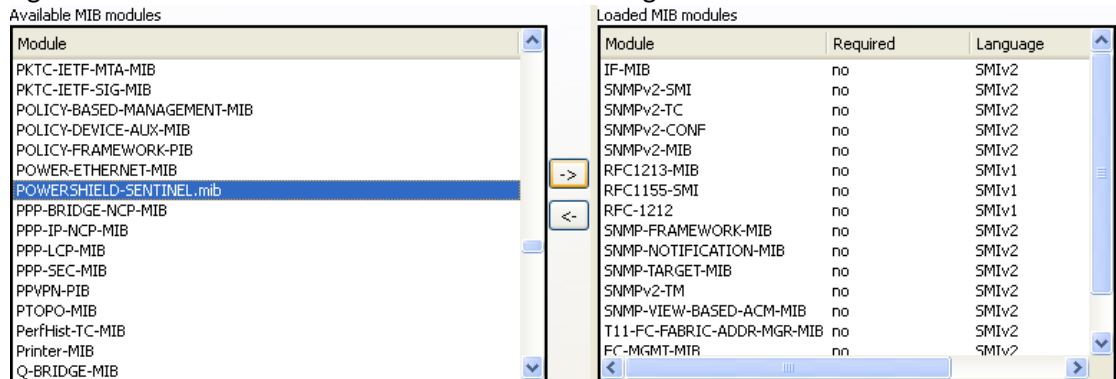 Available MIB modules
Module
PKTC-IETF-MTA-MIB
PKTC-IETF-SIG-MIB
POLICY-BASED-MANAGEMENT-MIB
POLICY-DEVICE-AUX-MIB
POLICY-FRAMEWORK-PIB
POWER-ETHERNET-MIB
POWERSHIELD-SENTINEL.mib
PPP-BRIDGE-NCP-MIB
PPP-IP-NCP-MIB
PPP-LCP-MIB
PPP-SEC-MIB
PPVPN-PIB
PTOPO-MIB
PerfHist-TC-MIB
Printer-MIB
Q-BRIDGE-MIB
->
<-
Loaded MIB modules
Module Required Language
IF-MIB no SMIv2
SNMPv2-SMI no SMIv2
SNMPv2-TC no SMIv2
SNMPv2-CONF no SMIv2
SNMPv2-MIB no SMIv2
RFC1213-MIB no SMIv1
RFC1155-SMI no SMIv1
RFC-1212 no SMIv1
SNMP-FRAMEWORK-MIB no SMIv2
SNMP-NOTIFICATION-MIB no SMIv2
SNMP-TARGET-MIB no SMIv2
SNMPv2-TM no SMIv2
SNMP-VIEW-BASED-ACM-MIB no SMIv2
T11-FC-FABRIC-ADDR-MGR-MIB no SMIv2
FC-MGMT-MIB no SMIv2